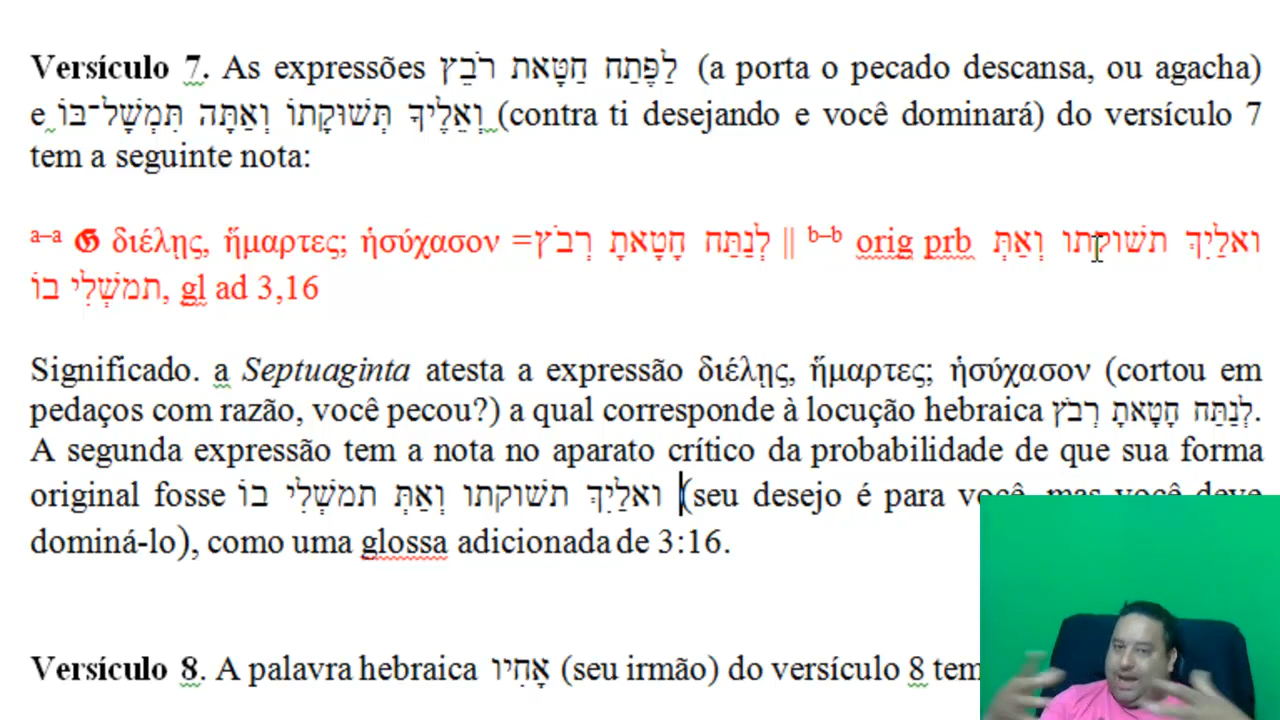 Versículo 7. As expressões לַפֶּתַח חַטָּאת רֹבֵץ (a porta o pecado descansa, ou agacha)
e וְאֵלֶיךָ תְּשׁוּקָתוֹ וְאַתָּה תִּמְשָׁל־בּוֹ (contra ti desejando e você dominará) do versículo 7
tem a seguinte nota:
a–a 𝕲 διέλῃς, ἥμαρτες; ἡσύχασον =לְנַתַּח חָטָאתָ רְבֹץ || b–b orig prb ואלַיִךְ תשׁוקתו וְאַתְּ
תמשְׁלִי בוֹ, gl ad 3,16
Significado. a Septuaginta atesta a expressão διέλῃς, ἥμαρτες; ἡσύχασον (cortou em
pedaços com razão, você pecou?) a qual corresponde à locução hebraica לְנַתַּח חָטָאתָ רְבֹץ.
A segunda expressão tem a nota no aparato crítico da probabilidade de que sua forma
original fosse ואלַיִךְ תשׁוקתו וְאַתְּ תמשְׁלִי בוֹ (seu desejo é para você, mas você deve
dominá-lo), como uma glossa adicionada de 3:16.
Versículo 8. A palavra hebraica אָחִיו (seu irmão) do versículo 8 tem